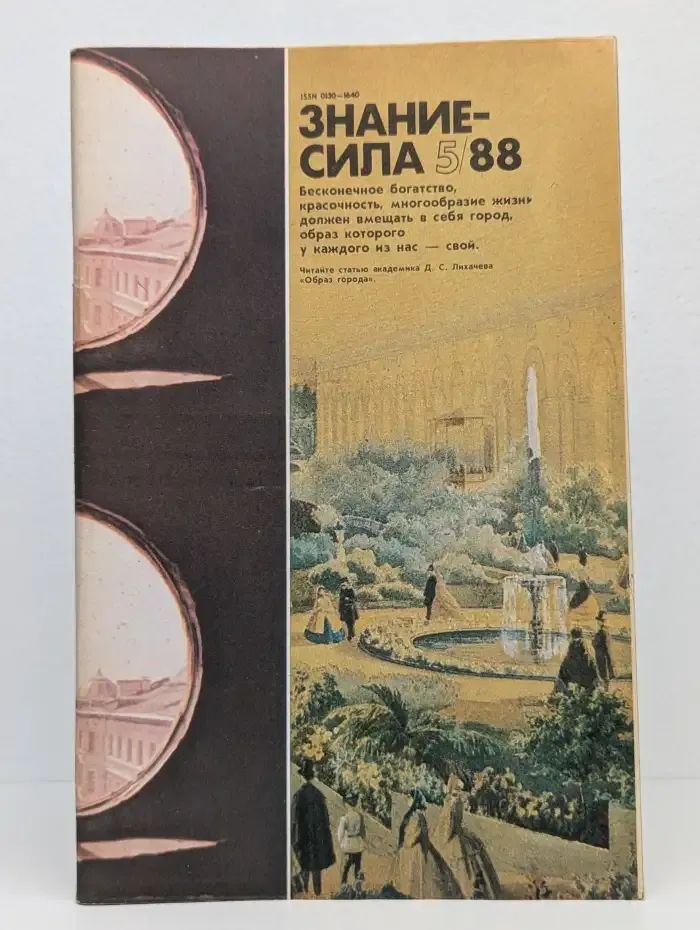 ISSN 0130—1640
ЗНАНИЕ-
СИЛА 5/88
Бесконечное богатство,
красочность, многообразие жизни
должен вмещать в себя город,
образ которого
у каждого из нас — свой.
Читайте статью академика Д. С. Лихачева
«Образ города».